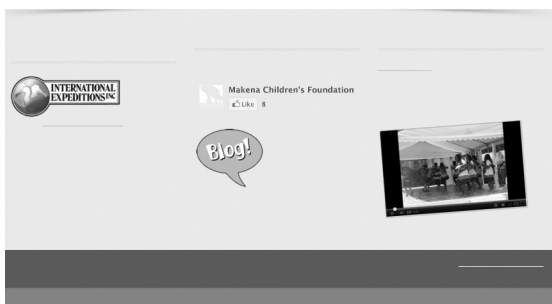 INTERNATIONAL
EXPEDITIONS INC
Makena Children's Foundation
Like 8
Blog!